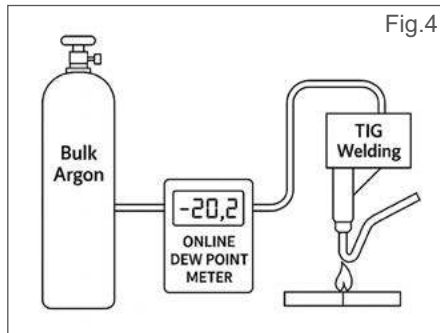 Fig.4
Bulk
Argon
-20,2
ONLINE
DEW POINT
METER
TIG
Welding